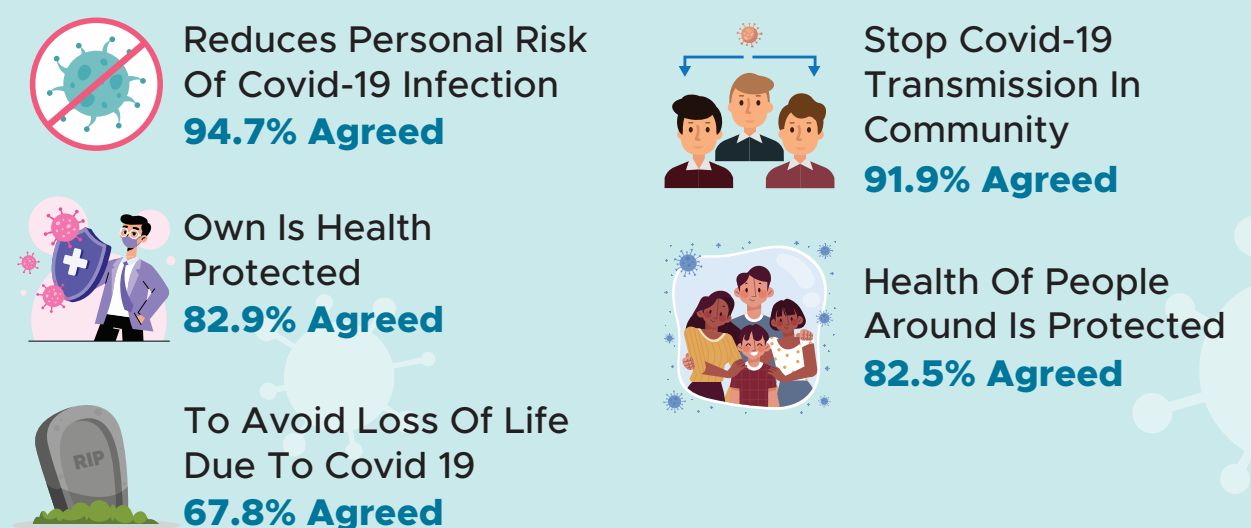 Reduces Personal Risk
Of Covid-19 Infection
94.7% Agreed
Own Is Health
Protected
82.9% Agreed
RIP
To Avoid Loss Of Life
Due To Covid 19
67.8% Agreed
Stop Covid-19
Transmission In
Community
91.9% Agreed
Health Of People
Around Is Protected
82.5% Agreed